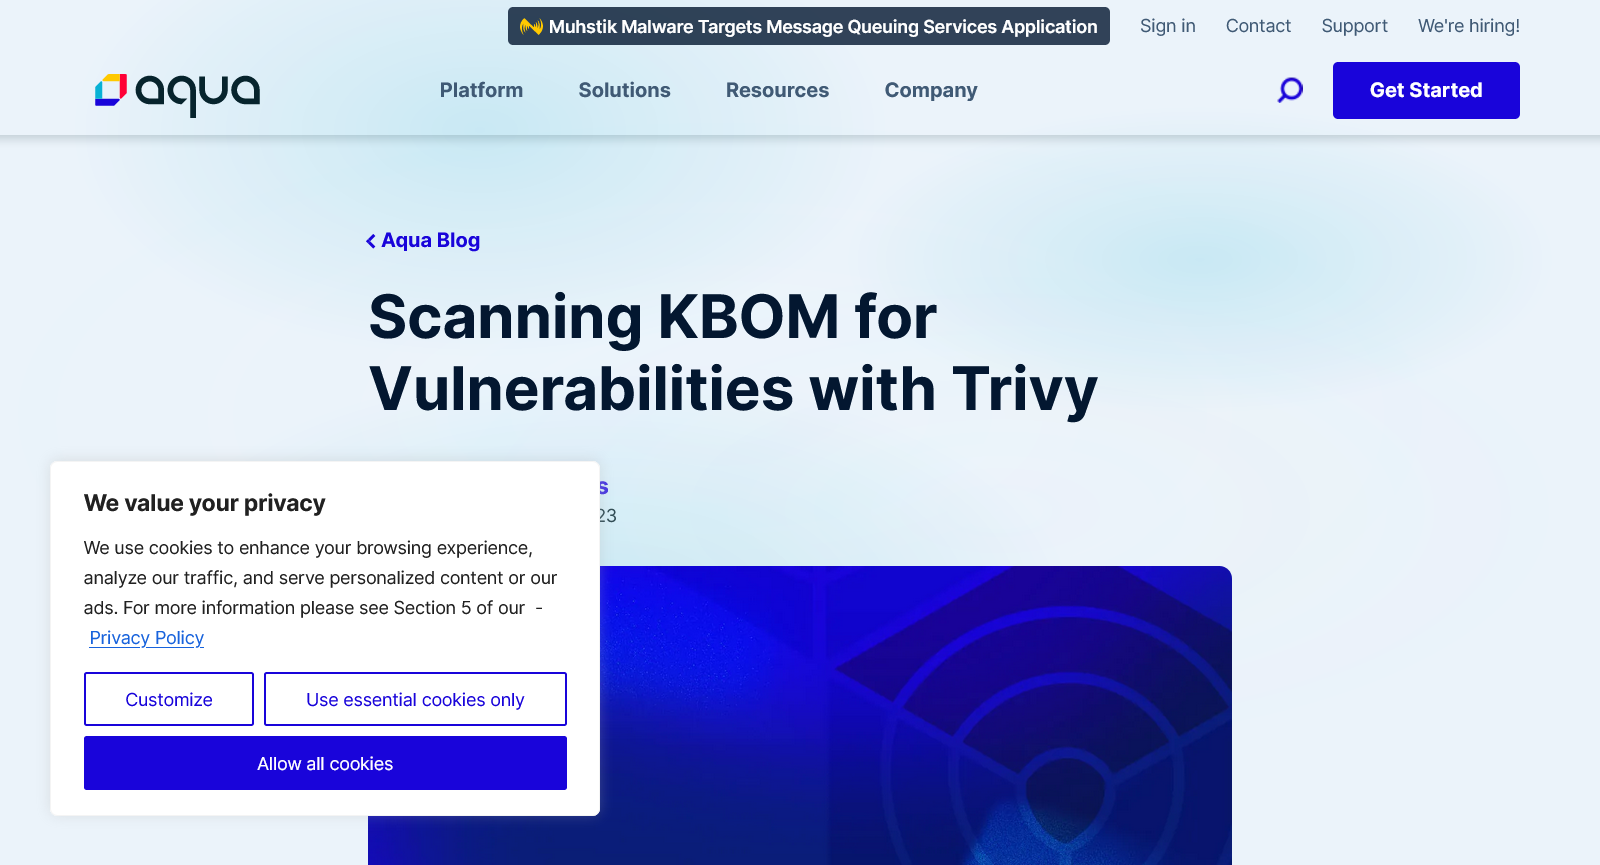 Muhstik Malware Targets Message Queuing Services Application
Sign in
Contact
Support
We're hiring!
aqua
Platform
Solutions
Resources
Company
Get Started
Aqua Blog
Scanning KBOM for
Vulnerabilities with Trivy
We value your privacy
We use cookies to enhance your browsing experience,
analyze our traffic, and serve personalized content or our
ads. For more information please see Section 5 of our -
Privacy Policy
Customize
Use essential cookies only
Allow all cookies